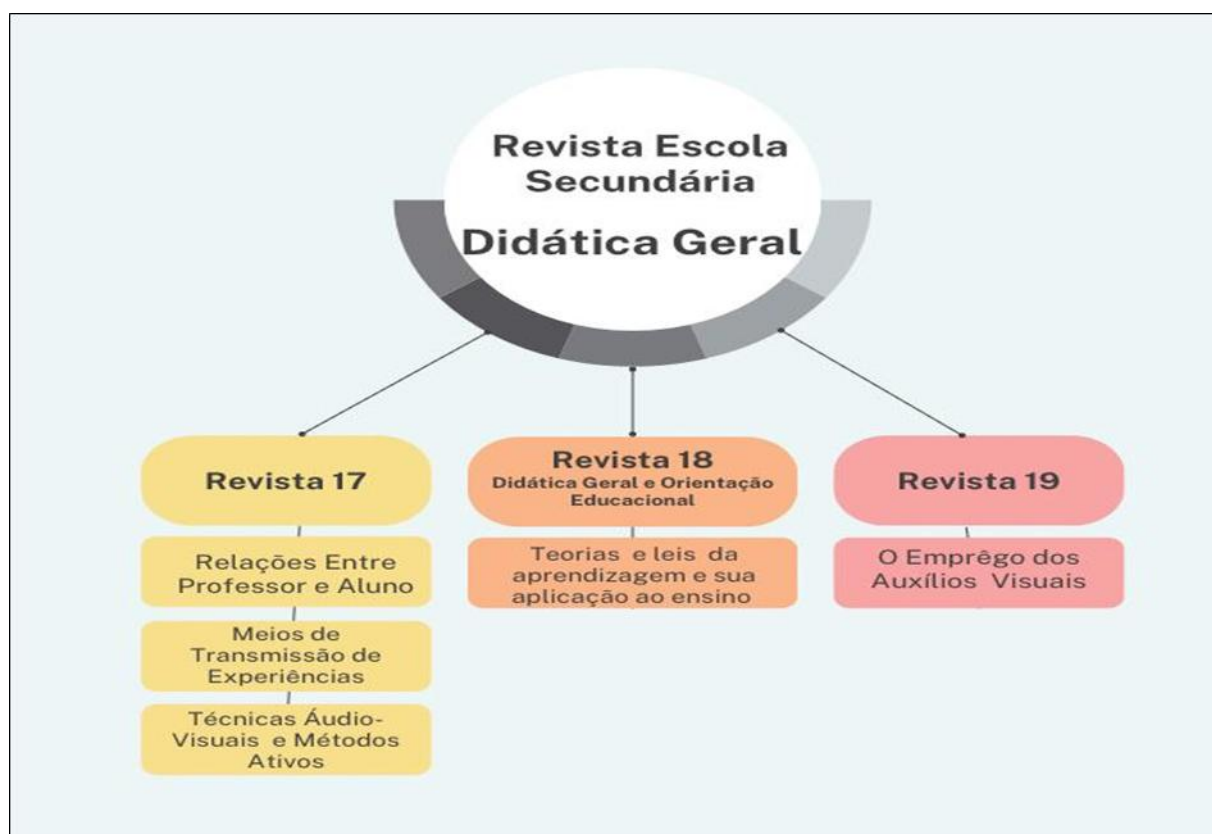 Revista Escola
Secundária
Didática Geral
Revista 17
Relações Entre
Professor e Aluno
Meios de
Transmissão de
Experiências
Técnicas Áudio-
Visuais e Métodos
Ativos
Revista 18
Didática Geral e Orientação
Educacional
Teorias e leis da
aprendizagem e sua
aplicação ao ensino
Revista 19
O Emprêgo dos
Auxílios Visuais